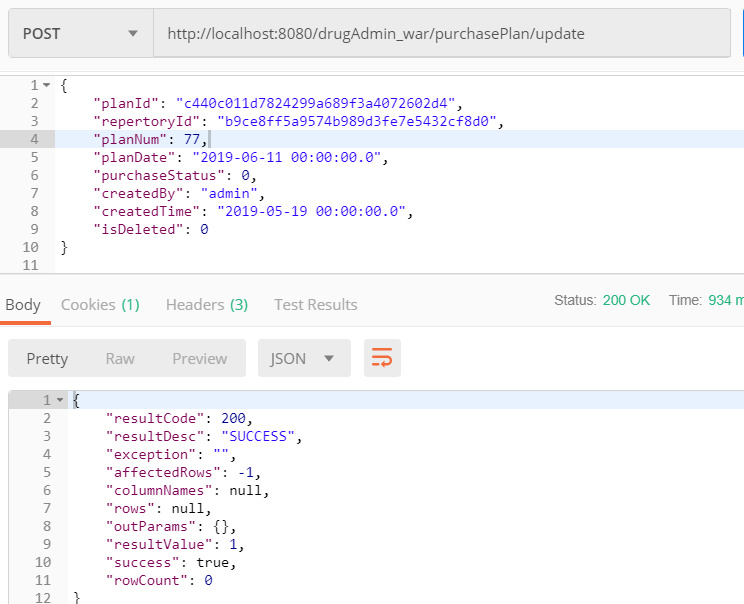 POST http://localhost:8080/drugAdmin_war/purchasePlan/update
1 {
2 "planId": "c440c011d7824299a689f3a4072602d4",
3 "repertoryId": "b9ce8ff5a9574b989d3fe7e5432cf8d0",
4 "planNum": 77,
5 "planDate": "2019-06-11 00:00:00.0",
6 "purchaseStatus": 0,
7 "createdBy": "admin",
8 "createdTime": "2019-05-19 00:00:00.0",
9 "isDeleted": 0
10 }
11
Body Cookies (1) Headers (3) Test Results Status: 200 OK Time: 934 m
Pretty Raw Preview JSON
1 {
2 "resultCode": 200,
3 "resultDesc": "SUCCESS",
4 "exception": "",
5 "affectedRows": -1,
6 "columnNames": null,
7 "rows": null,
8 "outParams": {},
9 "resultValue": 1,
10 "success": true,
11 "rowCount": 0
12 }